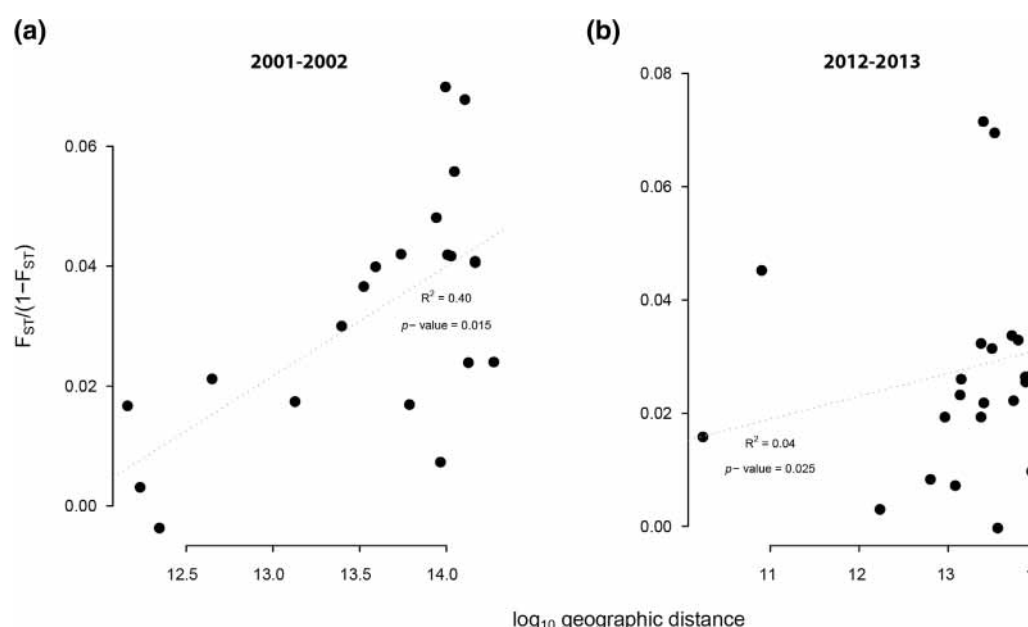 (a)
2001-2002
F_ST/(1−F_ST)
0.06
0.04
0.02
0.00
R² = 0.40
p− value = 0.015
12.5 13.0 13.5 14.0
(b)
2012-2013
0.08
0.06
0.04
0.02
0.00
R² = 0.04
p− value = 0.025
11 12 13
log₁₀ geographic distance